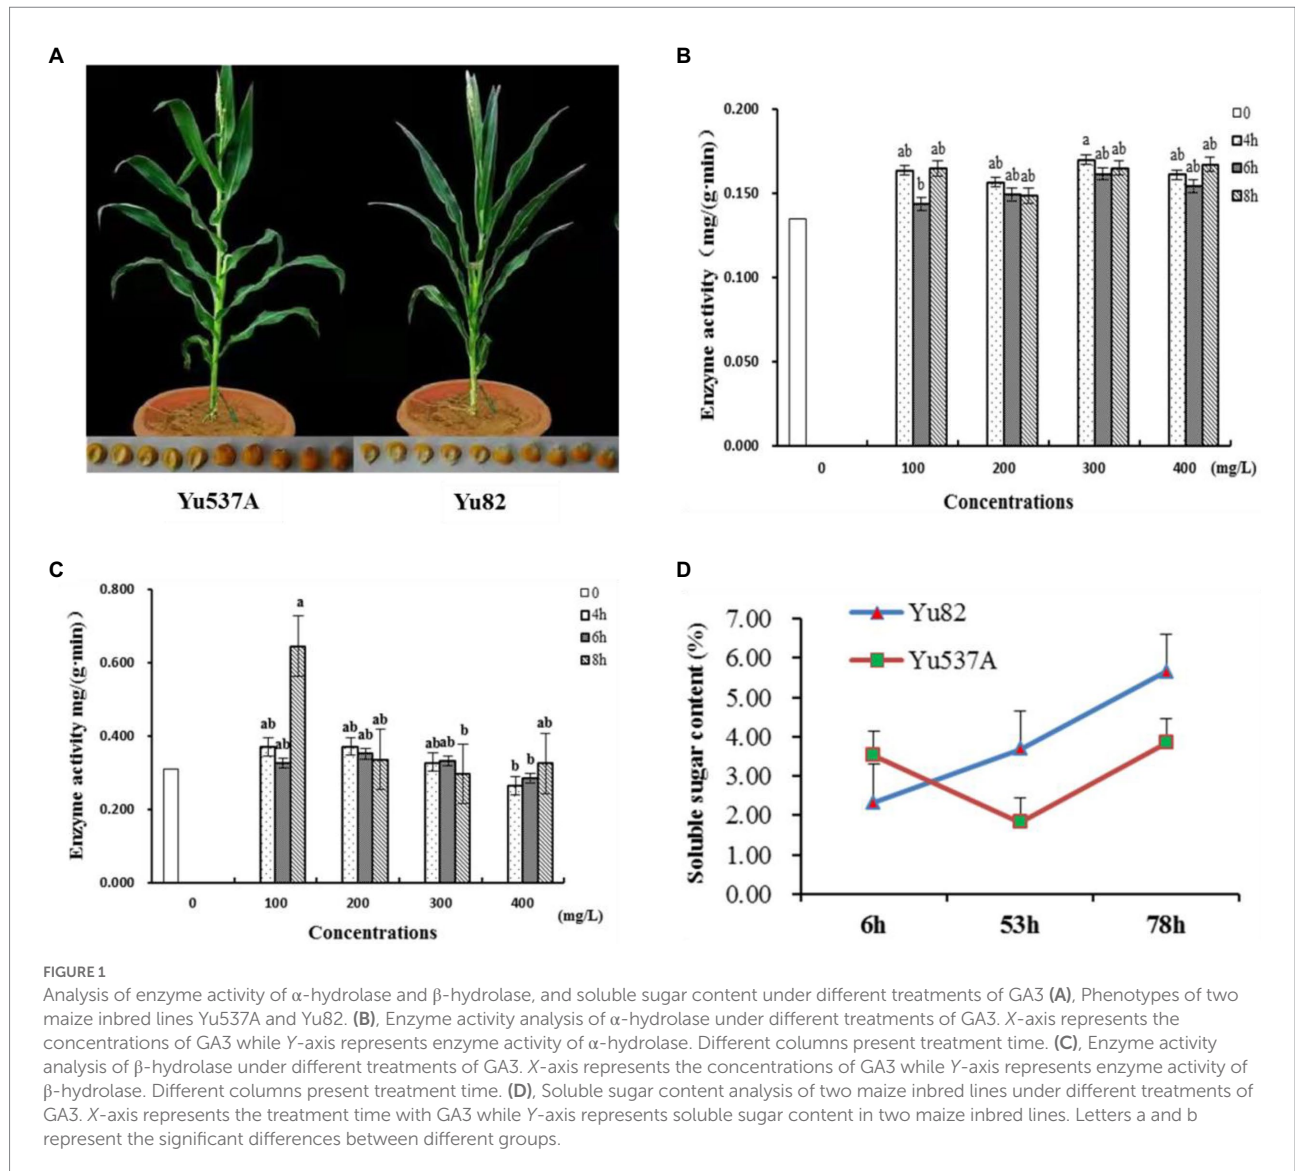 A
Yu537A
Yu82
B
Enzyme activity（mg/(g·min)）
0.200
0.150
0.100
0.050
0.000
ab
b
ab
ab
ab
ab
a
ab
ab
ab
ab
ab
0
4h
6h
8h
0
100
200
300
400
(mg/L)
Concentrations
C
Enzyme activity mg/(g·min)）
0.800
0.600
0.400
0.200
0.000
ab
ab
a
ab
ab
ab
ab
ab
b
b
b
ab
0
4h
6h
8h
0
100
200
300
400
(mg/L)
Concentrations
D
Soluble sugar content (%)
7.00
6.00
5.00
4.00
3.00
2.00
1.00
0.00
Yu82
Yu537A
6h
53h
78h
FIGURE 1
Analysis of enzyme activity of α-hydrolase and β-hydrolase, and soluble sugar content under different treatments of GA3 (A), Phenotypes of two
maize inbred lines Yu537A and Yu82. (B), Enzyme activity analysis of α-hydrolase under different treatments of GA3. X-axis represents the
concentrations of GA3 while Y-axis represents enzyme activity of α-hydrolase. Different columns present treatment time. (C), Enzyme activity
analysis of β-hydrolase under different treatments of GA3. X-axis represents the concentrations of GA3 while Y-axis represents enzyme activity of
β-hydrolase. Different columns present treatment time. (D), Soluble sugar content analysis of two maize inbred lines under different treatments of
GA3. X-axis represents the treatment time with GA3 while Y-axis represents soluble sugar content in two maize inbred lines. Letters a and b
represent the significant differences between different groups.